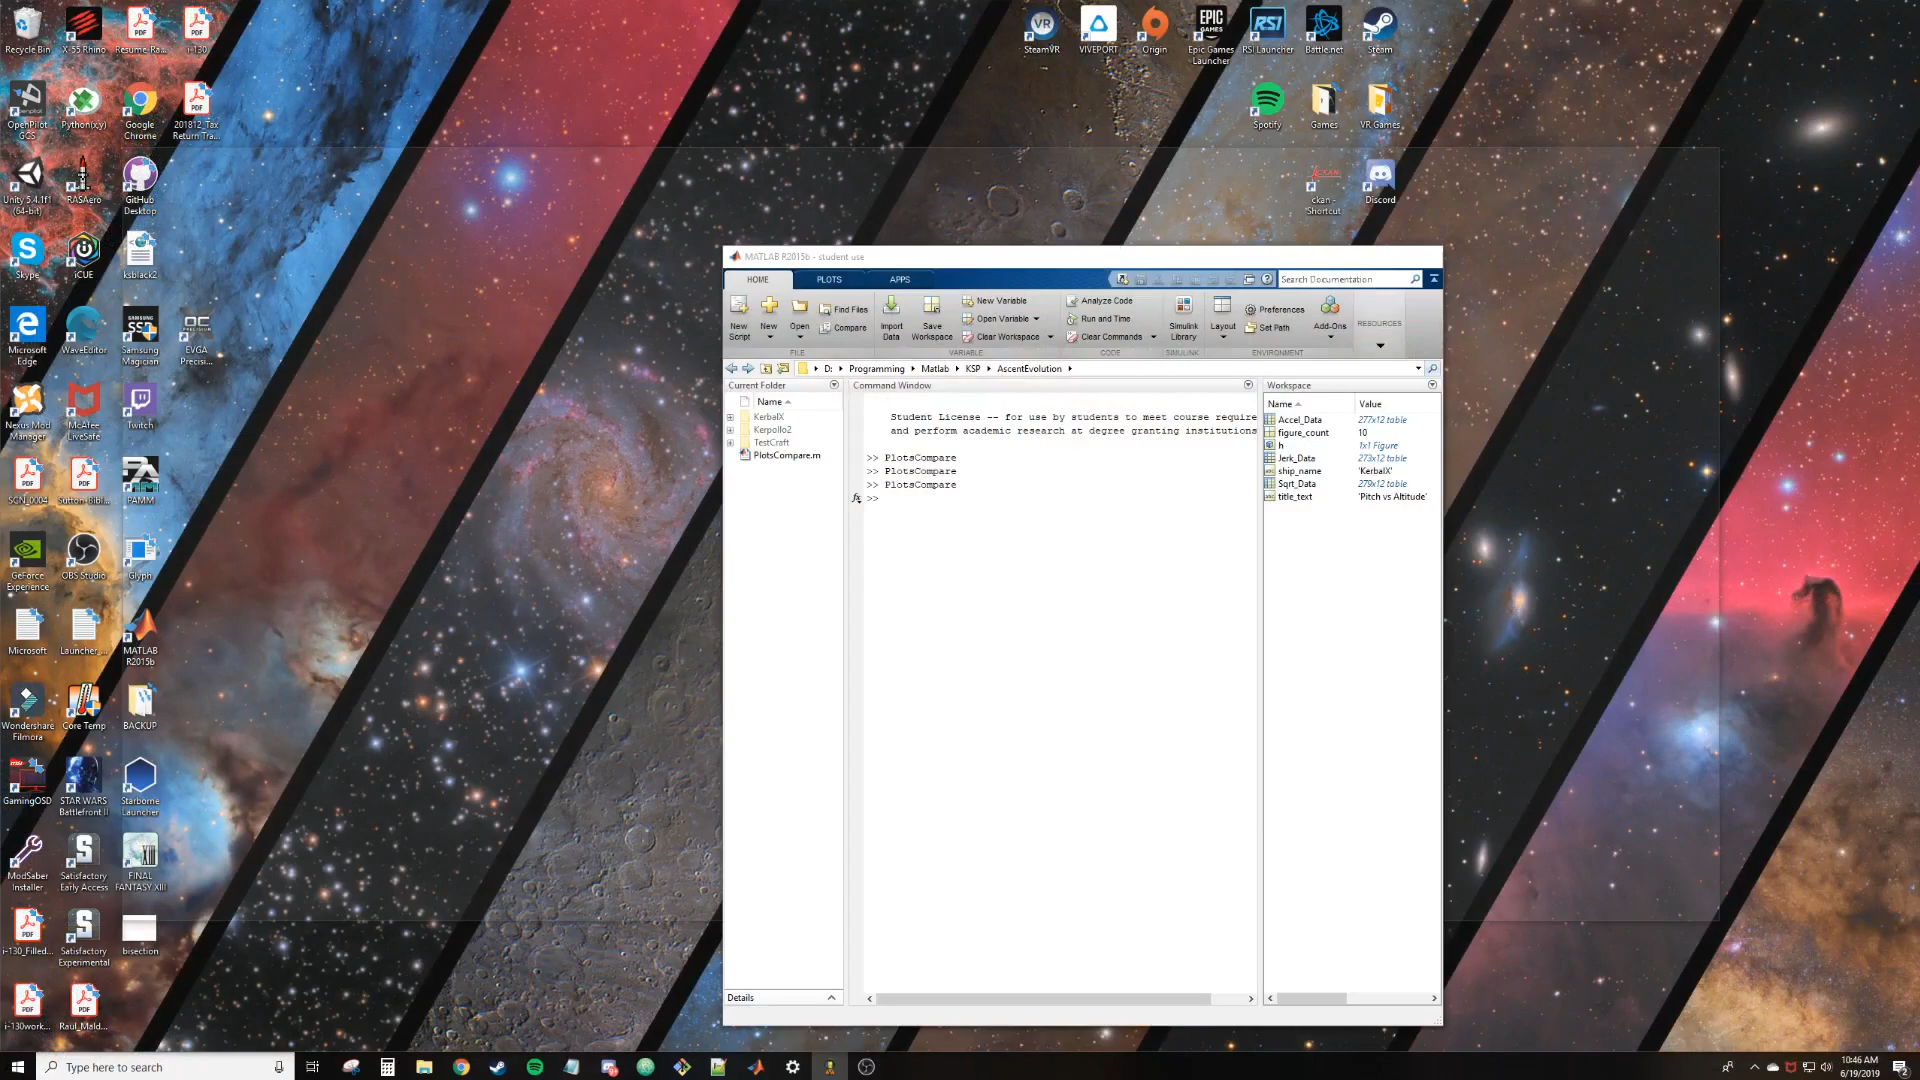 Recycle Bin
X-55 Rhino
Resume-Ra...
i-130
SteamVR
VIVEPORT
Origin
Epic Games
Launcher
RSI Launcher
Battle.net
Steam
OpenPilot
GCS
Python(x,y)
Google
Chrome
201812_Tax
Return Tra...
Spotify
Games
VR Games
Unity 5.4.1f1
(64-bit)
RASAero
GitHub
Desktop
ckan -
Shortcut
Discord
Skype
iCUE
ksblack2
Microsoft
Edge
WaveEditor
Samsung
Magician
EVGA
Precisi...
Nexus Mod
Manager
McAfee
LiveSafe
Twitch
SCN_0004
Sutton-Bibl...
PAMM
GeForce
Experience
OBS Studio
Glyph
Microsoft
Launcher_...
MATLAB
R2015b
Wondershare
Filmora
Core Temp
BACKUP
GamingOSD
STAR WARS
Battlefront II
Starborne
Launcher
ModSaber
Installer
Satisfactory
Early Access
FINAL
FANTASY XIII
i-130_Filled...
Satisfactory
Experimental
bisection
i-130work...
Raul_Mald...
MATLAB R2015b - student use
HOME
PLOTS
APPS
Search Documentation
New
Script
New
Open
Find Files
Compare
Import
Data
Save
Workspace
New Variable
Open Variable
Clear Workspace
Analyze Code
Run and Time
Clear Commands
Simulink
Library
Layout
Preferences
Set Path
Add-Ons
RESOURCES
FILE
VARIABLE
CODE
SIMULINK
ENVIRONMENT
D:
Programming
Matlab
KSP
AscentEvolution
Current Folder
Name
KerbalX
Kerpollo2
TestCraft
PlotsCompare.m
Details
Command Window
Student License -- for use by students to meet course require
and perform academic research at degree granting institutions
>> PlotsCompare
>> PlotsCompare
>> PlotsCompare
fx >>
Workspace
Name Value
Accel_Data 277x12 table
figure_count 10
h 1x1 Figure
Jerk_Data 273x12 table
ship_name 'KerbalX'
Sqrt_Data 279x12 table
title_text 'Pitch vs Altitude'
Type here to search
10:46 AM
6/19/2019